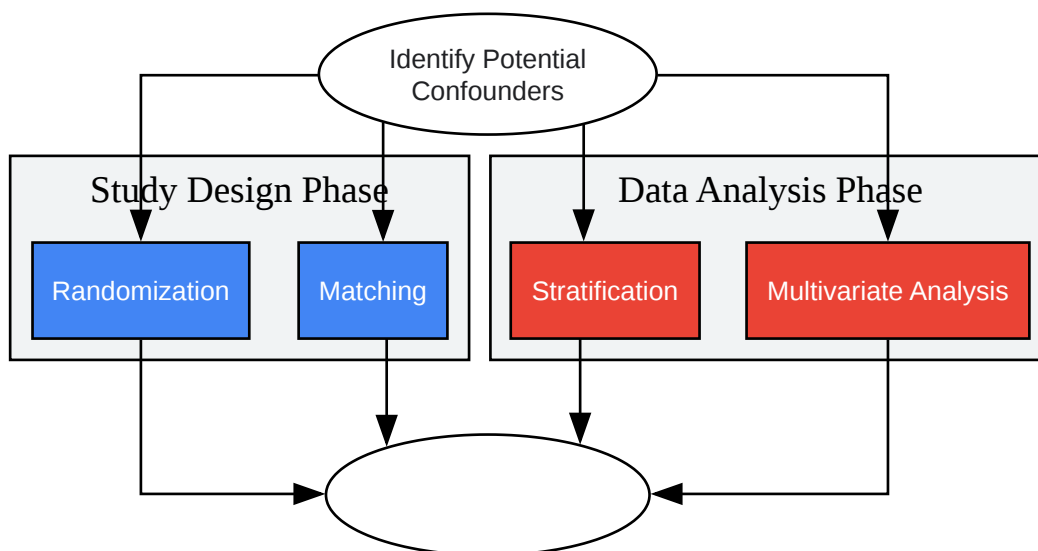 Identify Potential
Confounders
Study Design Phase
Data Analysis Phase
Randomization
Matching
Stratification
Multivariate Analysis